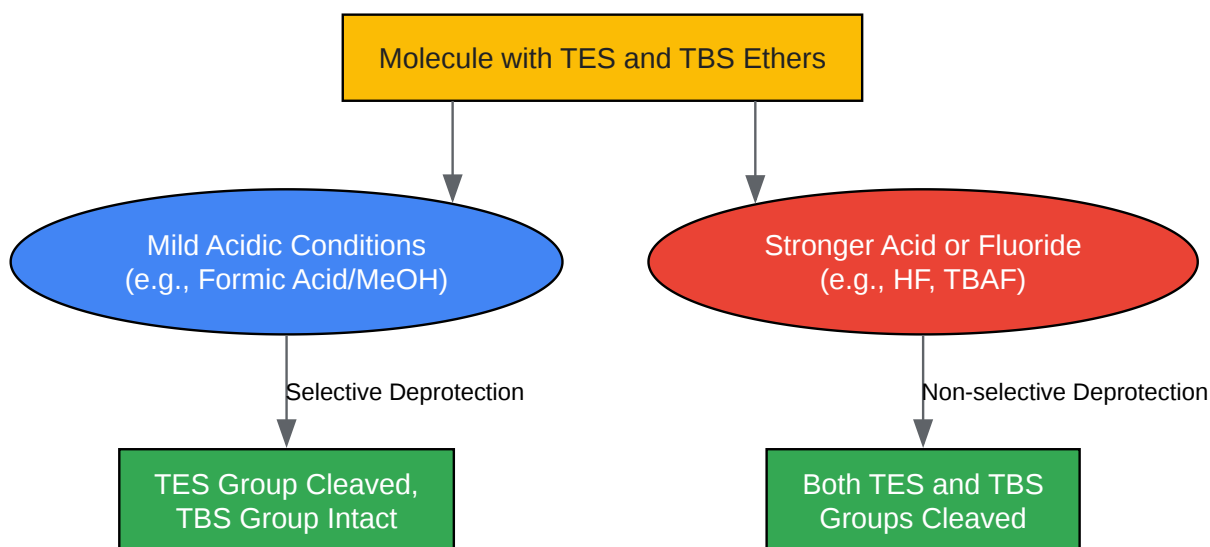 Molecule with TES and TBS Ethers
Mild Acidic Conditions
(e.g., Formic Acid/MeOH)
Stronger Acid or Fluoride
(e.g., HF, TBAF)
Selective Deprotection
Non-selective Deprotection
TES Group Cleaved,
TBS Group Intact
Both TES and TBS
Groups Cleaved